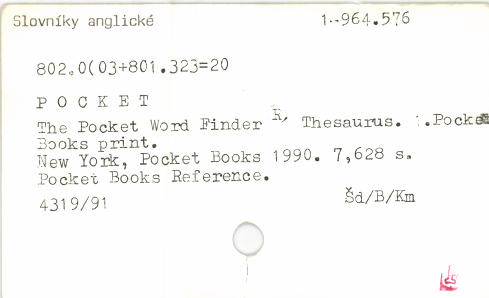 Slovníky anglické 1--964.576
802.0(03+801.323=20
P O C K E T
The Pocket Word Finder R, Thesaurus. 1.Pocket
Books print.
New York, Pocket Books 1990. 7,628 s.
Pocket Books Reference.
4319/91 Šd/B/Km